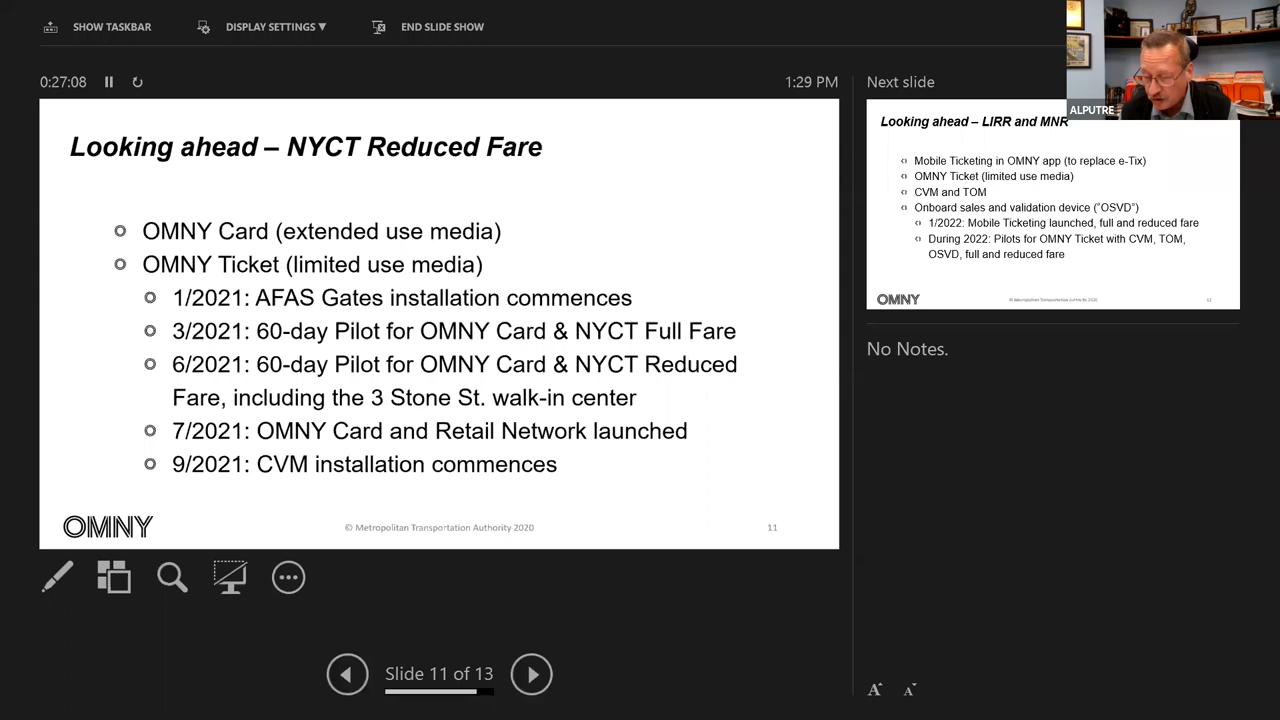 SHOW TASKBAR
DISPLAY SETTINGS ▼
END SLIDE SHOW
0:27:08
1:29 PM
Looking ahead – NYCT Reduced Fare
OMNY Card (extended use media)
OMNY Ticket (limited use media)
1/2021: AFAS Gates installation commences
3/2021: 60-day Pilot for OMNY Card & NYCT Full Fare
6/2021: 60-day Pilot for OMNY Card & NYCT Reduced
Fare, including the 3 Stone St. walk-in center
7/2021: OMNY Card and Retail Network launched
9/2021: CVM installation commences
OMNY
© Metropolitan Transportation Authority 2020
11
Slide 11 of 13
Next slide
ALPUTRE
Looking ahead – LIRR and MNR
Mobile Ticketing in OMNY app (to replace e-Tix)
OMNY Ticket (limited use media)
CVM and TOM
Onboard sales and validation device ("OSVD")
1/2022: Mobile Ticketing launched, full and reduced fare
During 2022: Pilots for OMNY Ticket with CVM, TOM,
OSVD, full and reduced fare
OMNY
© Metropolitan Transportation Authority 2020
12
No Notes.
A A